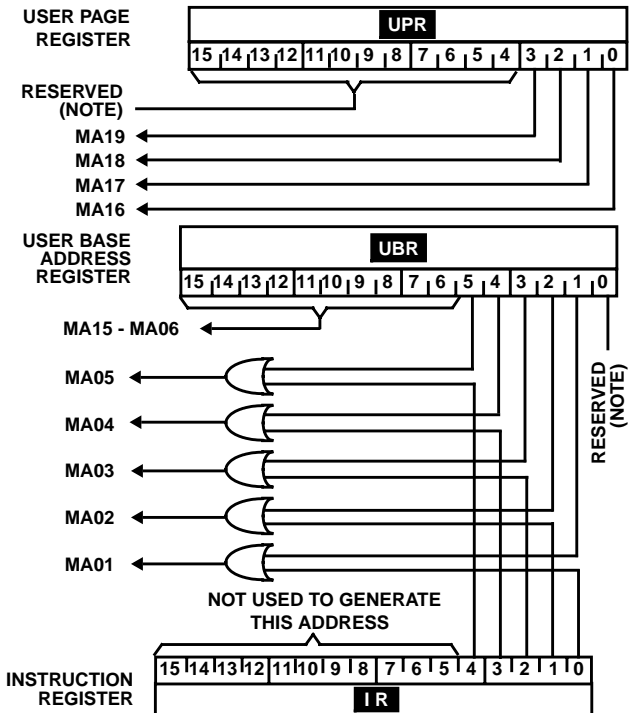 USER PAGE
REGISTER
UPR
15 14 13 12 11 10 9 8 7 6 5 4 3 2 1 0
RESERVED
(NOTE)
MA19
MA18
MA17
MA16
USER BASE
ADDRESS
REGISTER
UBR
15 14 13 12 11 10 9 8 7 6 5 4 3 2 1 0
MA15 - MA06
RESERVED
(NOTE)
MA05
MA04
MA03
MA02
MA01
NOT USED TO GENERATE
THIS ADDRESS
15 14 13 12 11 10 9 8 7 6 5 4 3 2 1 0
INSTRUCTION
REGISTER
I R